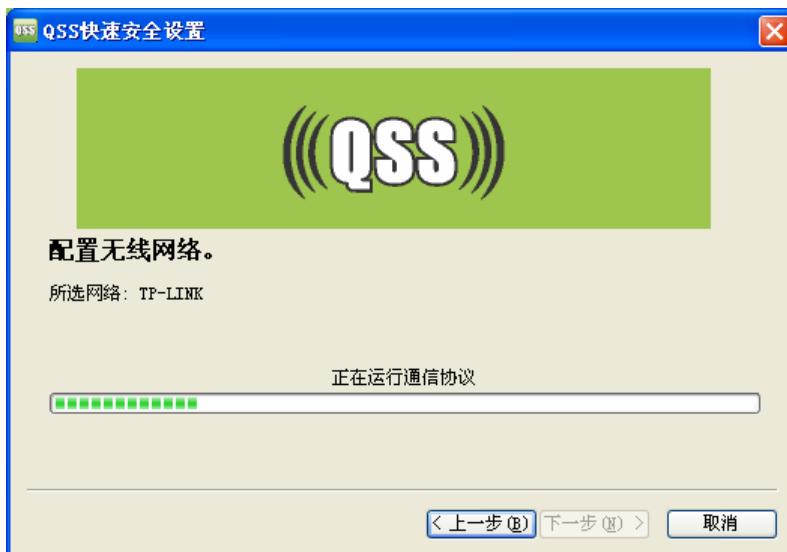 QSS QSS快速安全设置
(((QSS)))
配置无线网络。
所选网络: TP-LINK
正在运行通信协议
< 上一步(B) 下一步(N) > 取消